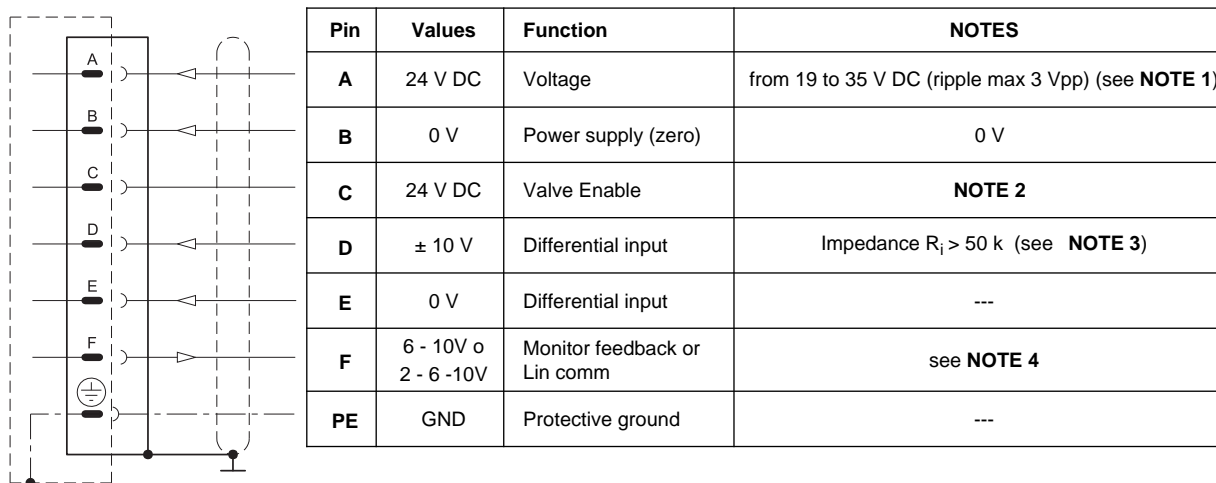 A
B
C
D
E
F
Pin Values Function NOTES
A 24 V DC Voltage from 19 to 35 V DC (ripple max 3 Vpp) (see NOTE 1)
B 0 V Power supply (zero) 0 V
C 24 V DC Valve Enable NOTE 2
D ± 10 V Differential input Impedance Ri > 50 k (see NOTE 3)
E 0 V Differential input ---
F 6 - 10V o Monitor feedback or see NOTE 4
2 - 6 -10V Lin comm
PE GND Protective ground ---